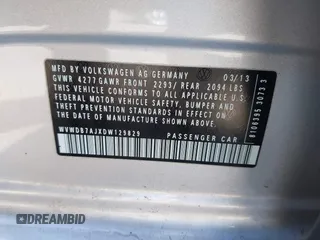 MFD BY VOLKSWAGEN AG GERMANY 03/13
GVWR 4277 GAWR FRONT 2293/ REAR 2094 LBS
THIS VEHICLE CONFORMS TO ALL APPLICABLE U.S.
FEDERAL MOTOR VEHICLE SAFETY, BUMPER AND
THEFT PREVENTION STANDARDS IN EFFECT ON
THE DATE OF MANUFACTURE SHOWN ABOVE
WVWDB7AJXDW129829 PASSENGER CAR
DREAMBID